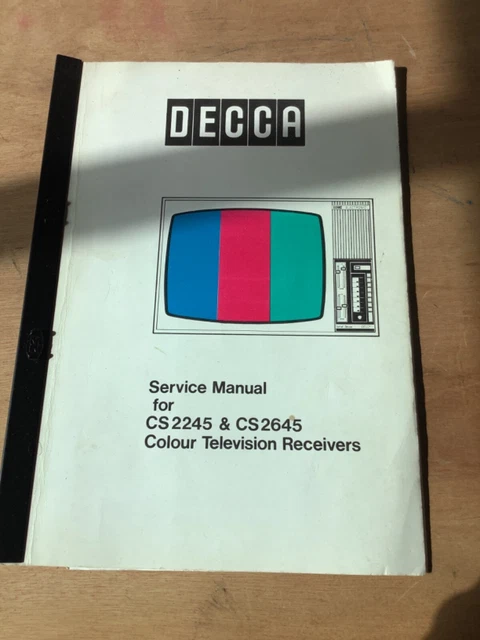 DECCA
Service Manual
for
CS2245 & CS2645
Colour Television Receivers